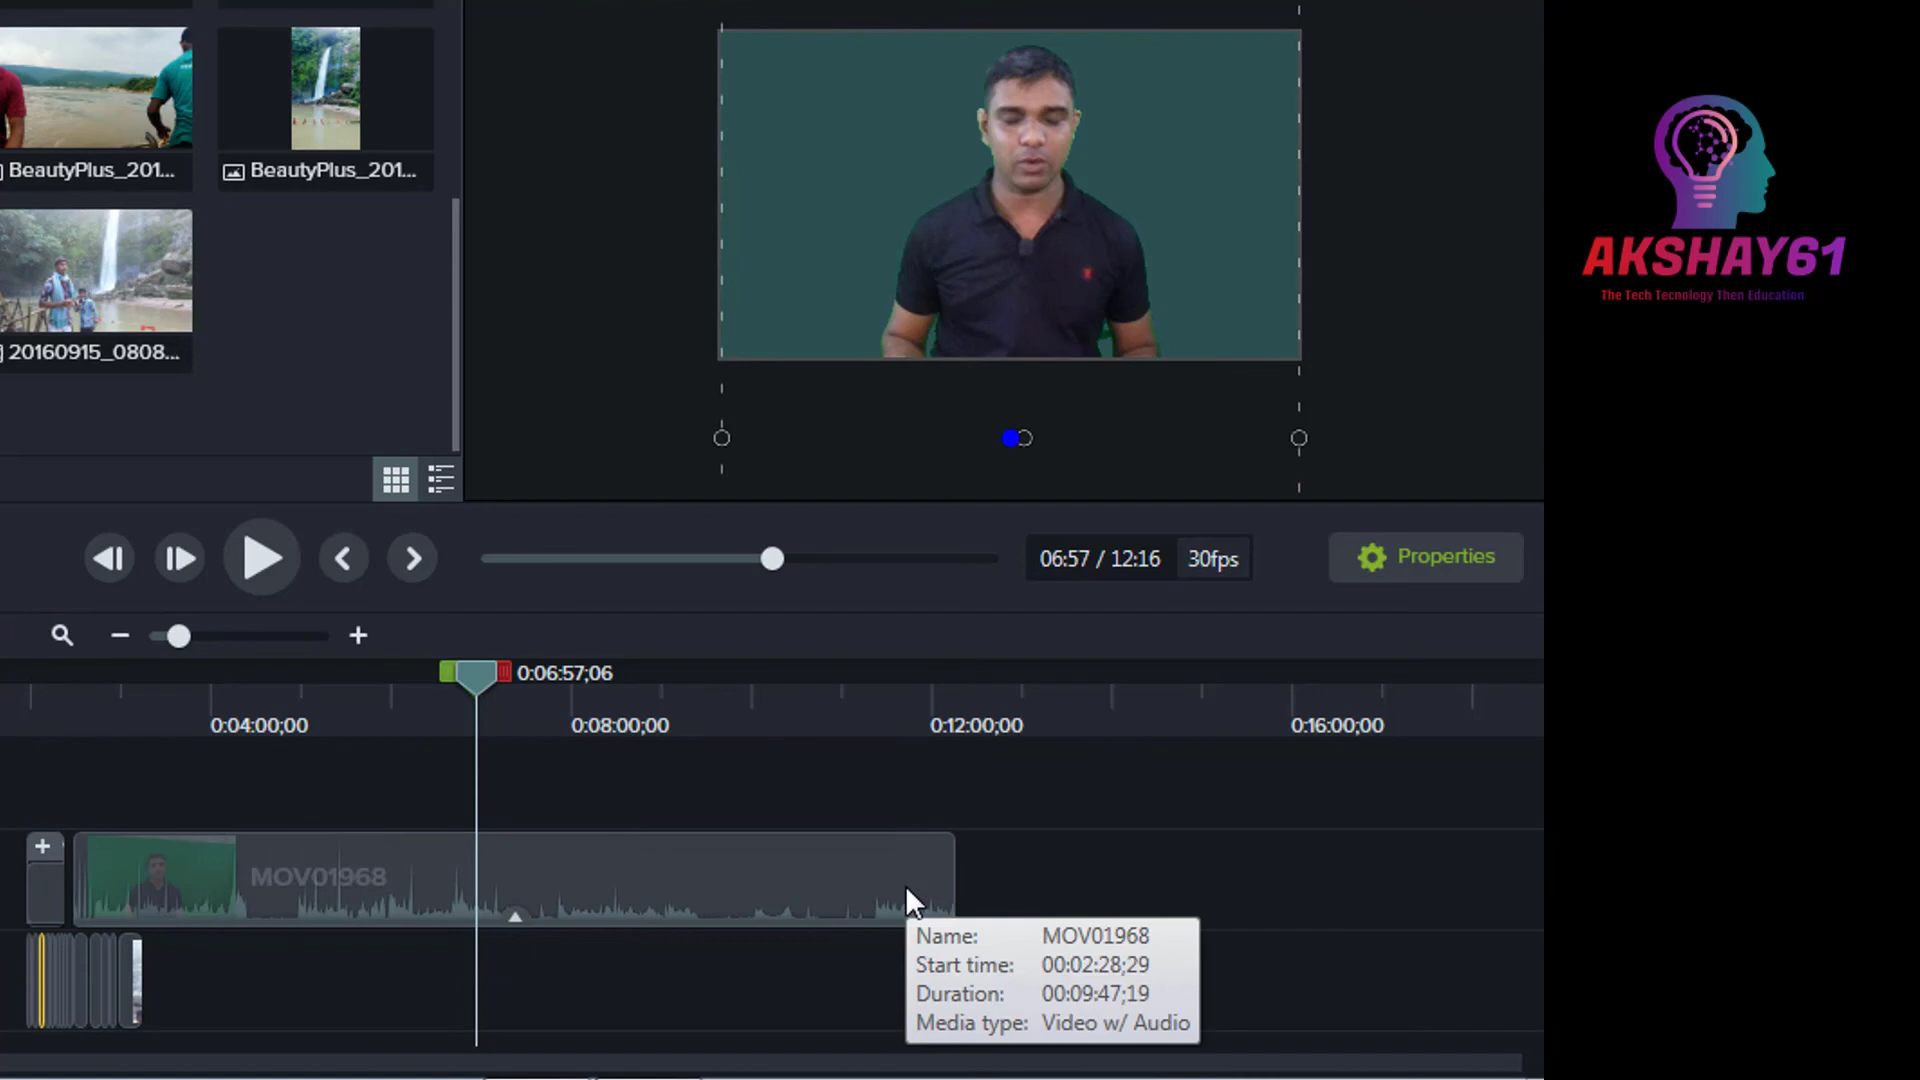 BeautyPlus_201...
BeautyPlus_201...
20160915_0808...
AKSHAY61
The Tech Tecnology Then Education
06:57 / 12:16
30fps
Properties
0:06:57;06
0:04:00;00
0:08:00;00
0:12:00;00
0:16:00;00
MOV01968
Name: MOV01968
Start time: 00:02:28;29
Duration: 00:09:47;19
Media type: Video w/ Audio